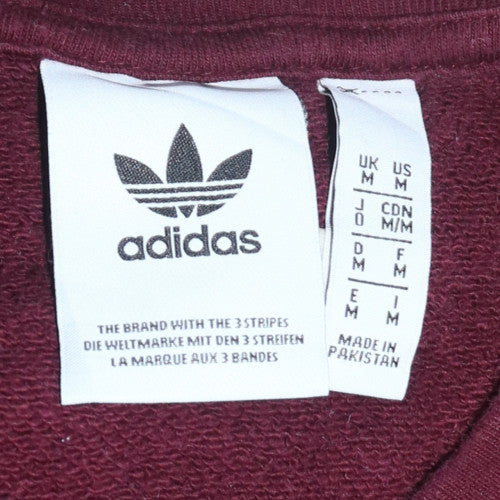 adidas
THE BRAND WITH THE 3 STRIPES
DIE WELTMARKE MIT DEN 3 STREIFEN
LA MARQUE AUX 3 BANDES
UK US
M M
J CDN
O M/M
D F
M M
E I
M M
MADE IN
PAKISTAN